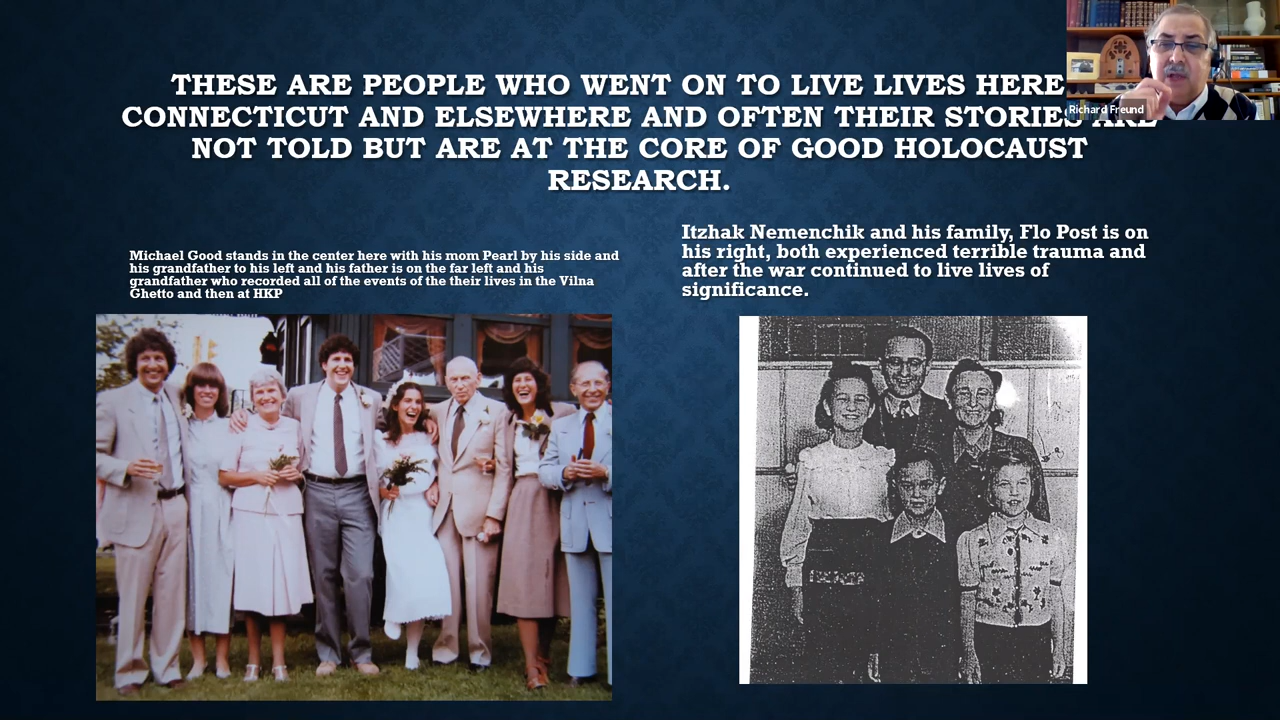 THESE ARE PEOPLE WHO WENT ON TO LIVE LIVES HERE
CONNECTICUT AND ELSEWHERE AND OFTEN THEIR STORIES ARE
NOT TOLD BUT ARE AT THE CORE OF GOOD HOLOCAUST
RESEARCH.
Richard Freund
Michael Good stands in the center here with his mom Pearl by his side and
his grandfather to his left and his father is on the far left and his
grandfather who recorded all of the events of the their lives in the Vilna
Ghetto and then at HKP
Itzhak Nemenchik and his family, Flo Post is on
his right, both experienced terrible trauma and
after the war continued to live lives of
significance.